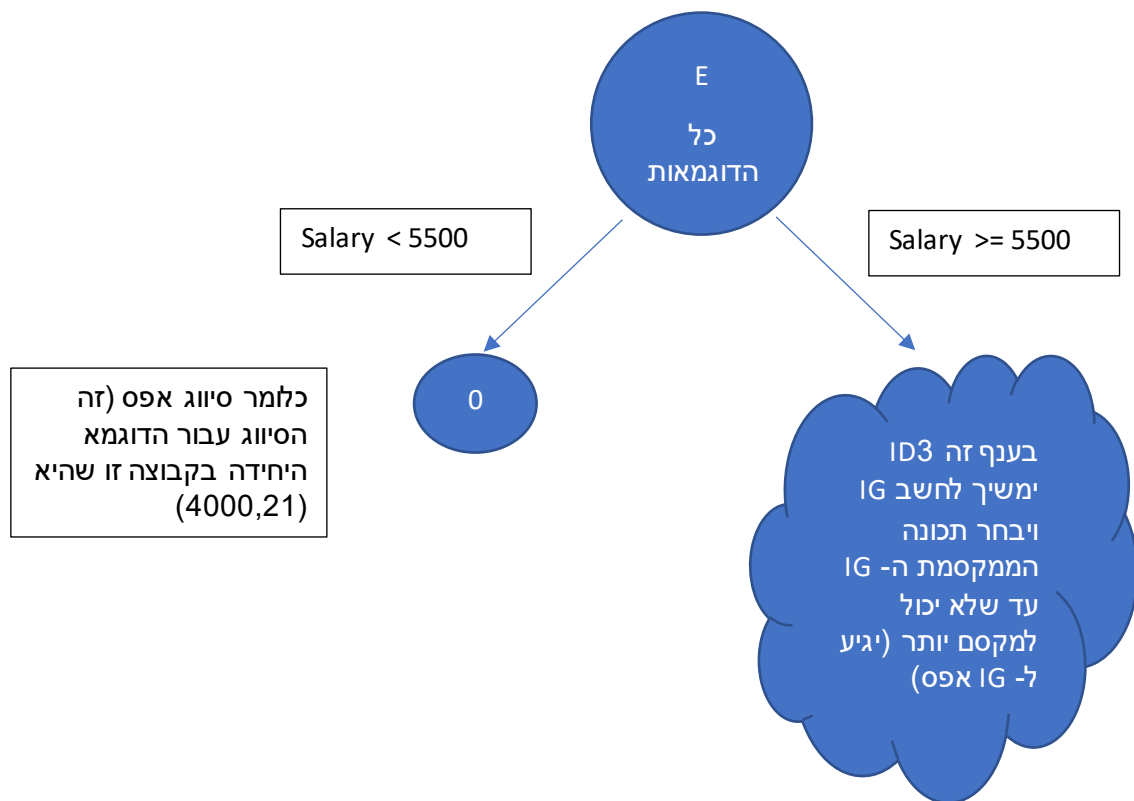 E
כל
הדוגמאות
Salary < 5500
Salary >= 5500
כלומר סיווג אפס (זה
הסיווג עבור הדוגמא
היחידה בקבוצה זו שהיא
(4000,21)
0
בענף זה ID3
ימשיך לחשב IG
ויבחר תכונה
הממקסמת ה- IG
עד שלא יכול
למקסם יותר (יגיע
ל- IG אפס)